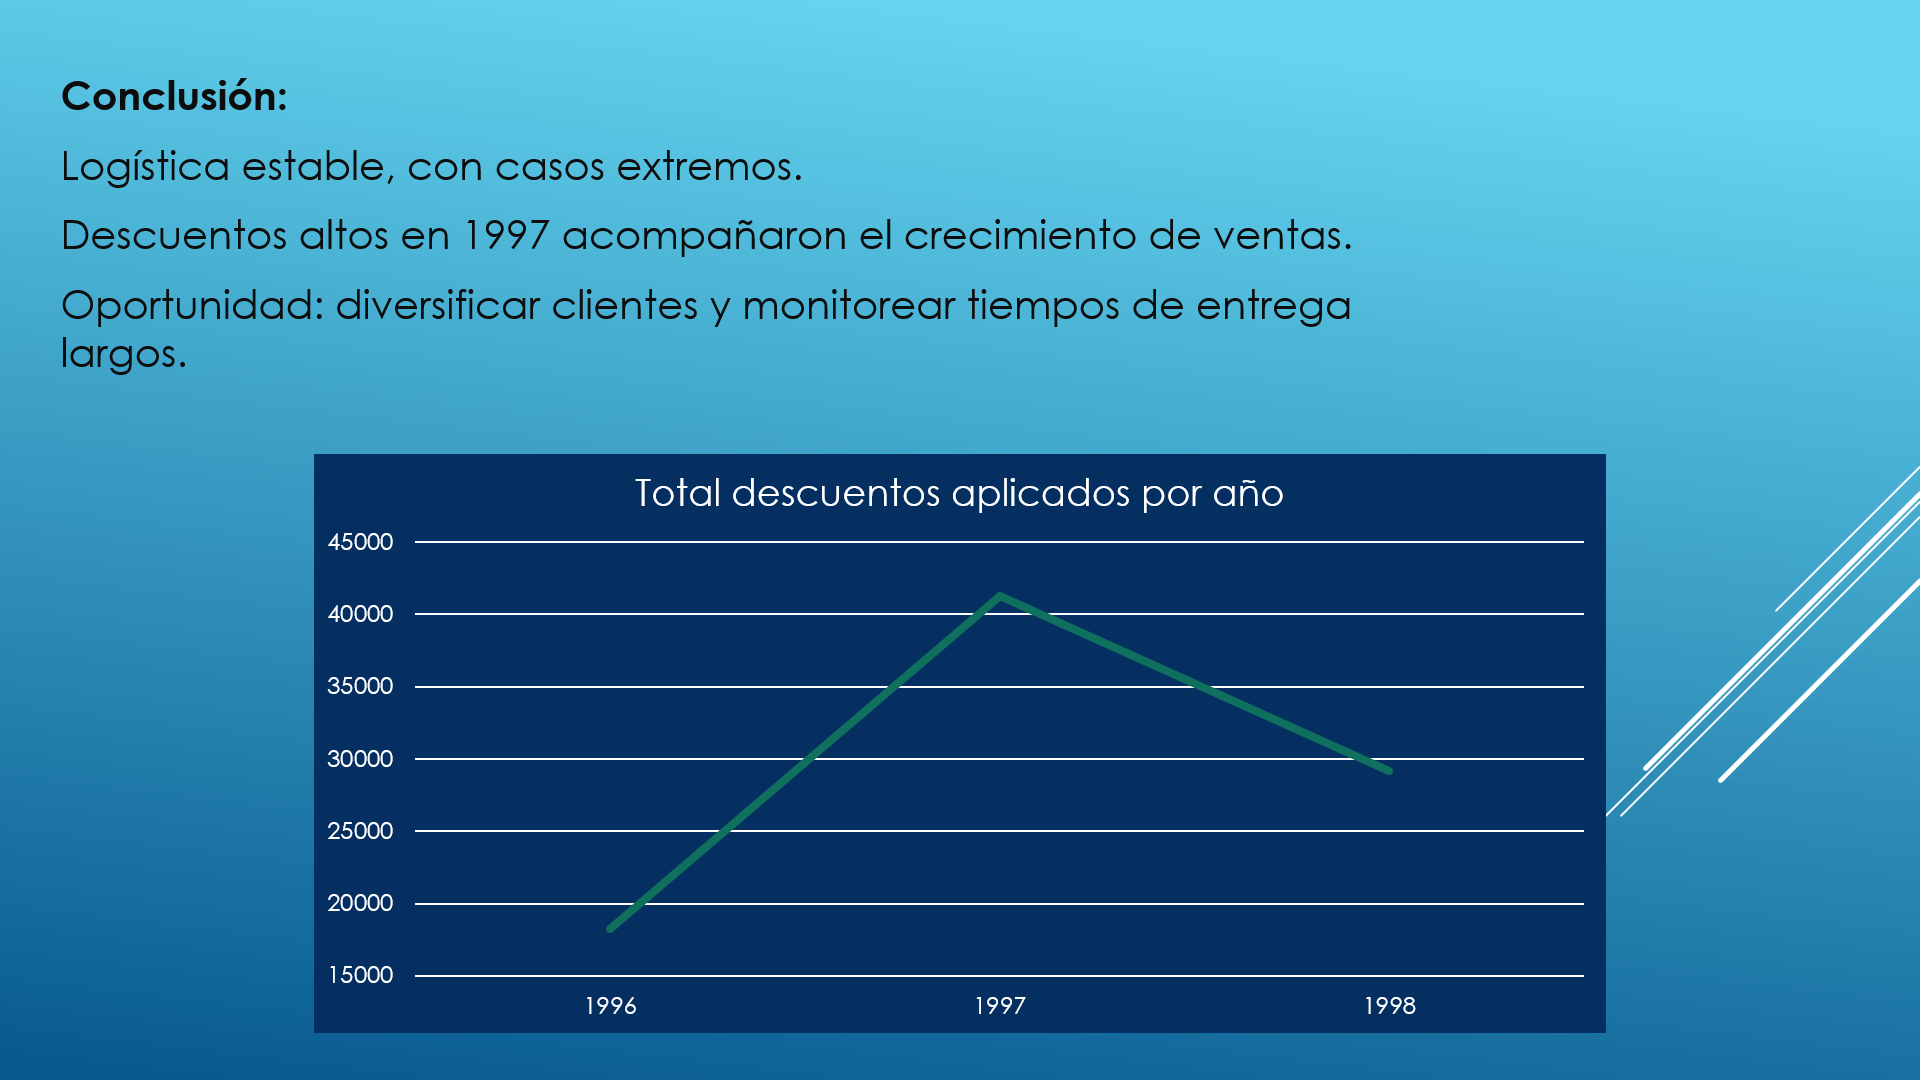 Conclusión:
Logística estable, con casos extremos.
Descuentos altos en 1997 acompañaron el crecimiento de ventas.
Oportunidad: diversificar clientes y monitorear tiempos de entrega
largos.
Total descuentos aplicados por año
45000
40000
35000
30000
25000
20000
15000
1996
1997
1998